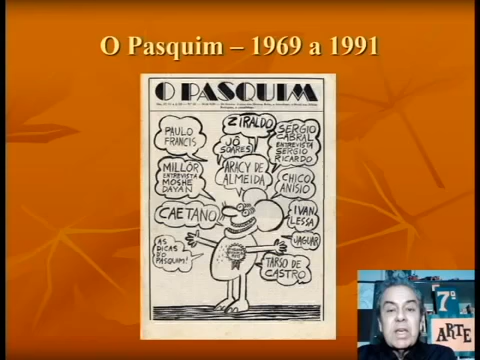 O Pasquim – 1969 a 1991
O PASQUIM
ZIRALDO
PAULO
FRANCIS
JÔ
SOARES
SERGIO
CABRAL
ENTREVISTA
SERGIO
RICARDO
MILLÔR
ENTREVISTA
MOSHE
DAYAN
ARACY DE
ALMEIDA
CHICO
ANISIO
CAETANO
IVAN
LESSA
JAGUAR
AS
DICAS
DO
PASQUIM!
TARSO DE
CASTRO
7º
ARTE